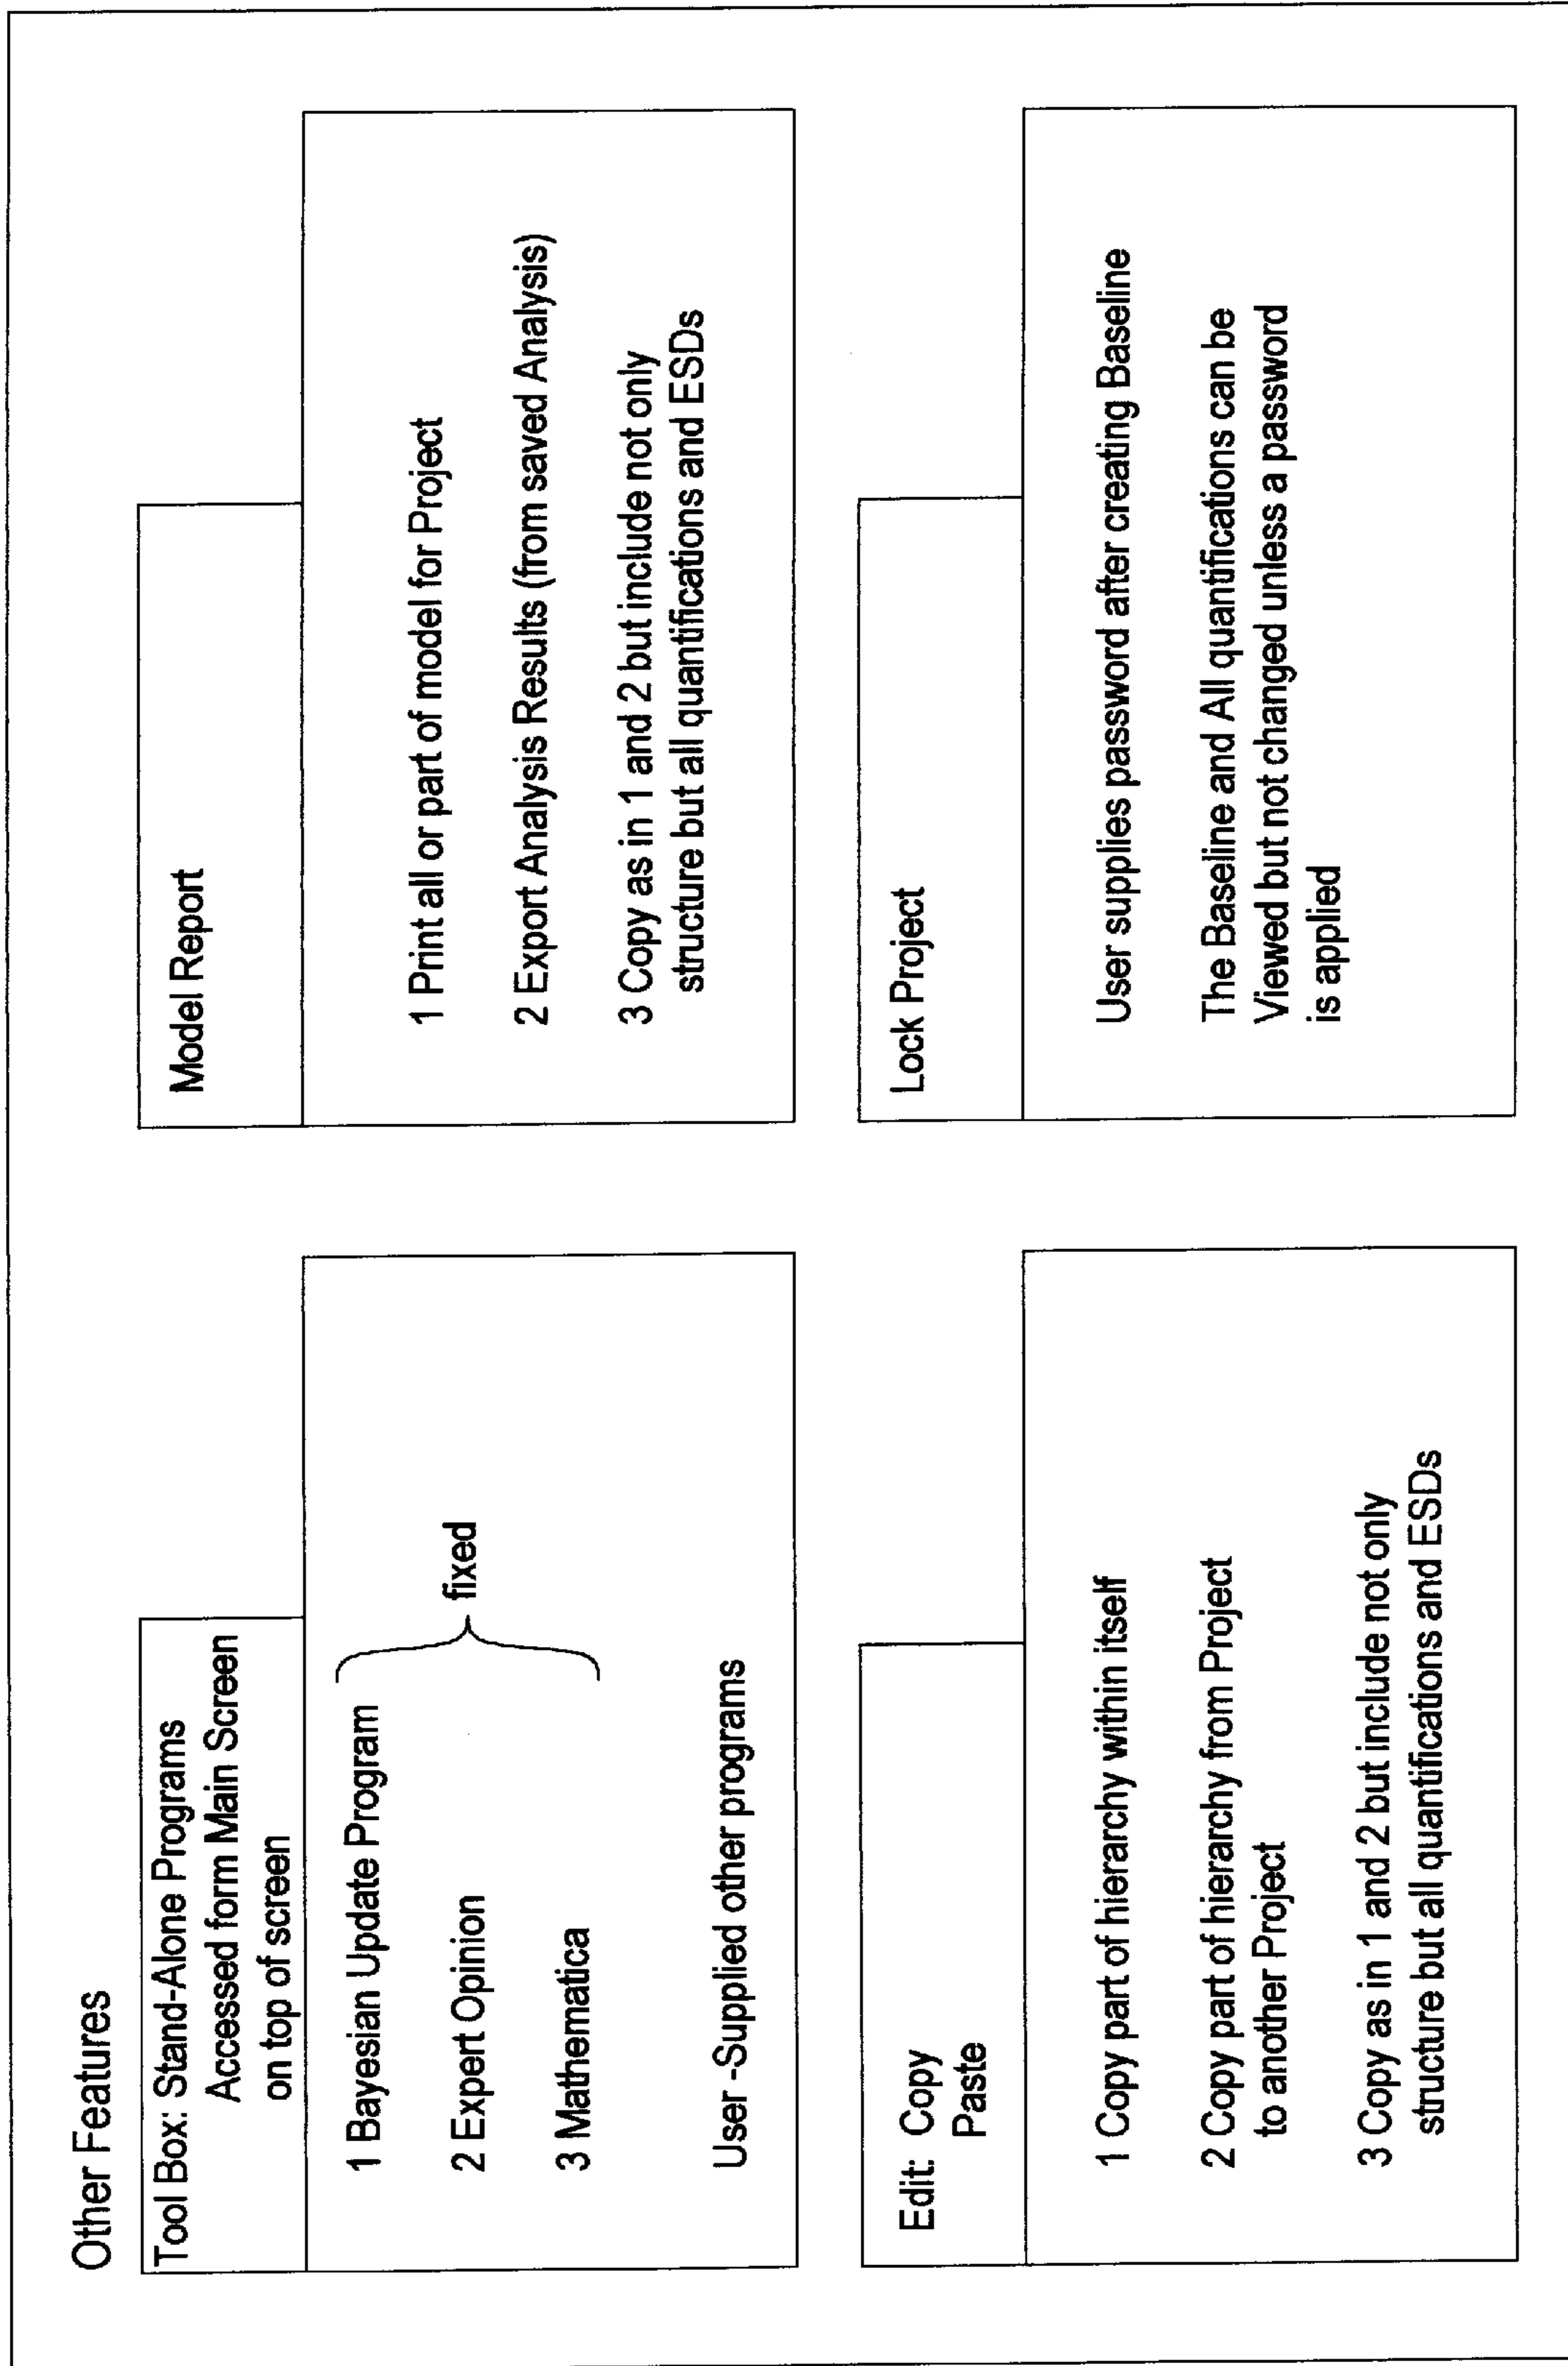 Other Features
Tool Box: Stand-Alone Programs
Accessed form Main Screen
on top of screen
1 Bayesian Update Program
2 Expert Opinion
3 Mathematica
fixed
User -Supplied other programs
Model Report
1 Print all or part of model for Project
2 Export Analysis Results (from saved Analysis)
3 Copy as in 1 and 2 but include not only
structure but all quantifications and ESDs
Edit: Copy
Paste
1 Copy part of hierarchy within itself
2 Copy part of hierarchy from Project
to another Project
3 Copy as in 1 and 2 but include not only
structure but all quantifications and ESDs
Lock Project
User supplies password after creating Baseline
The Baseline and All quantifications can be
Viewed but not changed unless a password
is applied